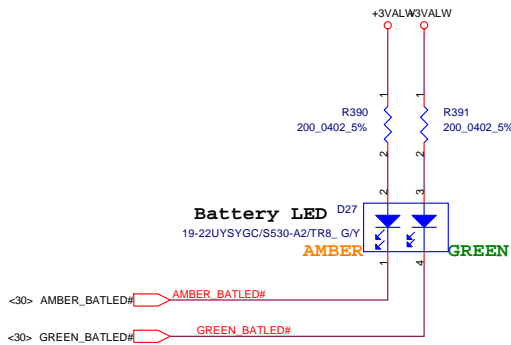 +3VALW +3VALW
1 1
R390 R391
200_0402_5% 200_0402_5%
2 2
2 3
Battery LED D27
19-22UYSYGC/S530-A2/TR8_ G/Y
AMBER GREEN
1 4
<30> AMBER_BATLED# AMBER_BATLED#
<30> GREEN_BATLED# GREEN_BATLED#